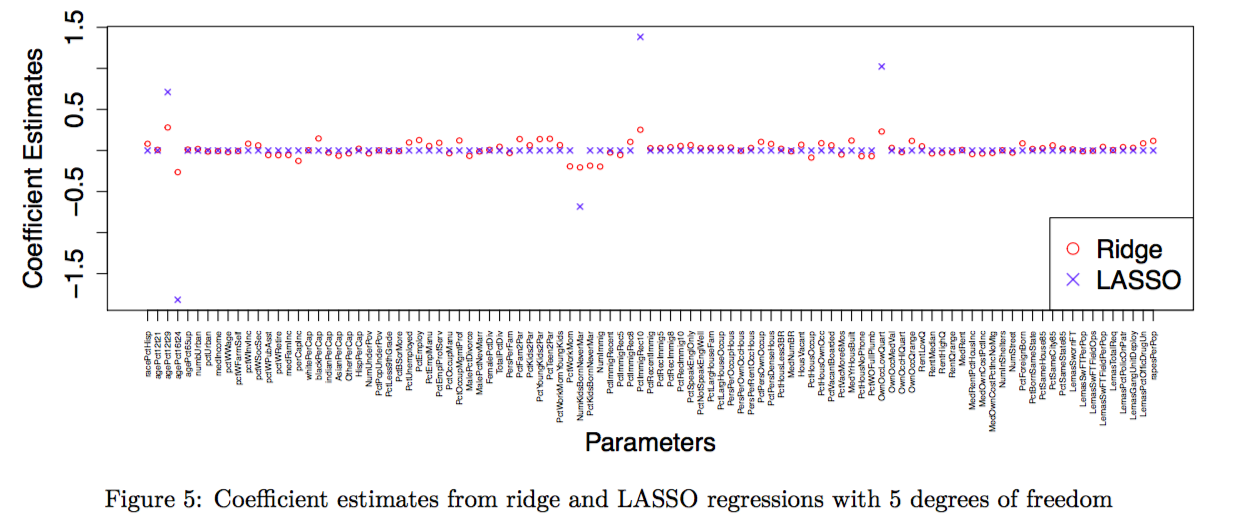 Coefficient Estimates
1.5
0.5
−0.5
−1.5
Ridge
LASSO
racePctHisp
agePct12t21
agePct12t29
agePct16t24
agePct65up
numbUrban
pctUrban
medIncome
pctWWage
pctWFarmSelf
pctWInvInc
pctWSocSec
pctWPubAsst
pctWRetire
medFamInc
perCapInc
whitePerCap
blackPerCap
indianPerCap
AsianPerCap
OtherPerCap
HispPerCap
NumUnderPov
PctPopUnderPov
PctLess9thGrade
PctBSorMore
PctUnemployed
PctEmploy
PctEmplManu
PctEmplProfServ
PctOccupManu
PctOccupMgmtProf
MalePctDivorce
MalePctNevMarr
FemalePctDiv
TotalPctDiv
PersPerFam
PctFam2Par
PctKids2Par
PctYoungKids2Par
PctTeen2Par
PctWorkMomYoungKids
PctWorkMom
NumKidsBornNeverMar
PctKidsBornNeverMar
NumImmig
PctImmigRecent
PctImmigRec5
PctImmigRec8
PctImmigRec10
PctRecentImmig
PctRecImmig5
PctRecImmig8
PctRecImmig10
PctSpeakEnglOnly
PctNotSpeakEnglWell
PctLargHouseFam
PctLargHouseOccup
PersPerOccupHous
PersPerOwnOccHous
PersPerRentOccHous
PctPersOwnOccup
PctPersDenseHous
PctHousLess3BR
MedNumBR
HousVacant
PctHousOccup
PctHousOwnOcc
PctVacantBoarded
PctVacMore6Mos
MedYrHousBuilt
PctHousNoPhone
PctWOFullPlumb
OwnOccLowQuart
OwnOccMedVal
OwnOccHiQuart
OwnOccQrange
RentLowQ
RentMedian
RentHighQ
RentQrange
MedRent
MedRentPctHousInc
MedOwnCostPctInc
MedOwnCostPctIncNoMtg
NumInShelters
NumStreet
PctForeignBorn
PctBornSameState
PctSameHouse85
PctSameCity85
PctSameState85
LemasSwornFT
LemasSwFTPerPop
LemasSwFTFieldOps
LemasSwFTFieldPerPop
LemasTotalReq
LemasPctPolicOnPatr
LemasGangUnitDeploy
LemasPctOfficDrugUn
rapesPerPop
Parameters
Figure 5: Coefficient estimates from ridge and LASSO regressions with 5 degrees of freedom